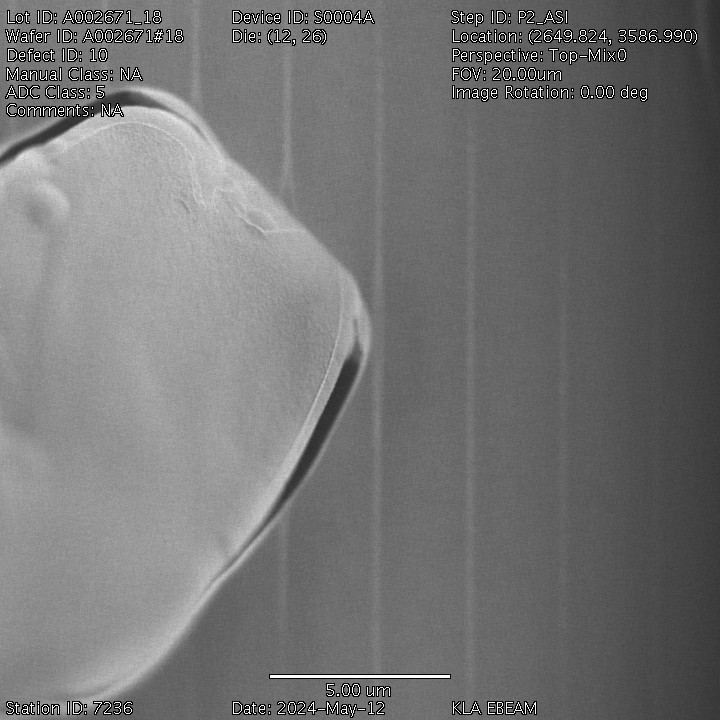 Lot ID: A002671_18
Wafer ID: A002671#18
Defect ID: 10
Manual Class: NA
ADC Class: 5
Comments: NA
Device ID: S0004A
Die: (12, 26)
Step ID: P2_ASI
Location: (2649.824, 3586.990)
Perspective: Top-Mix0
FOV: 20.00um
Image Rotation: 0.00 deg
5.00 um
Station ID: 7236
Date: 2024-May-12
KLA EBEAM